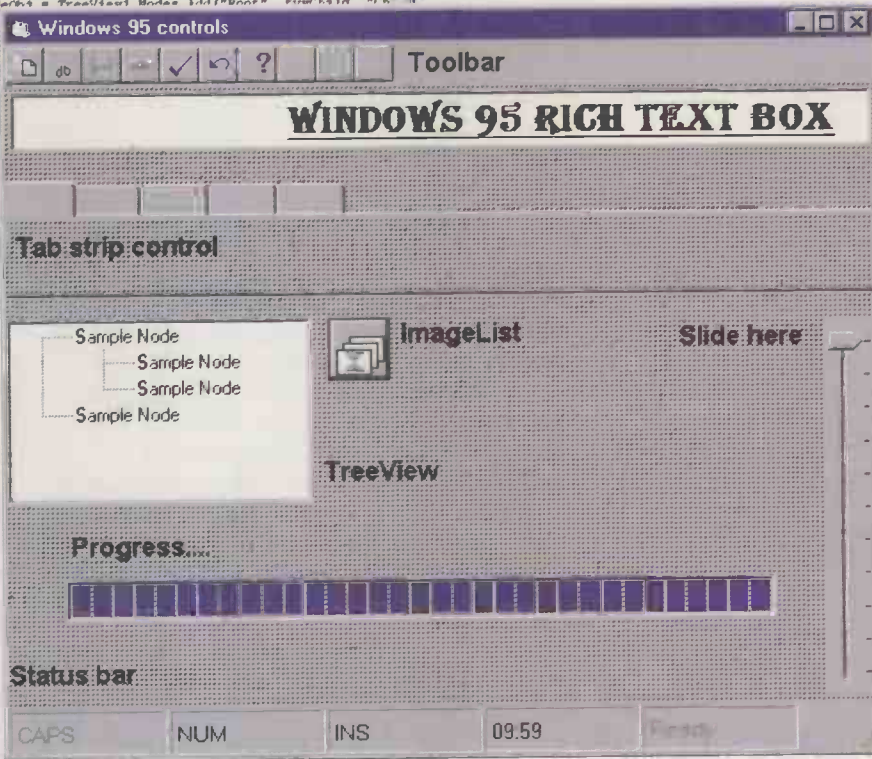 Windows 95 controls
db
?
Toolbar
WINDOWS 95 RICH TEXT BOX
Tab strip control
Sample Node
Sample Node
Sample Node
Sample Node
ImageList
Slide here
TreeView
Progress....
Status bar
CAPS
NUM
INS
09:59
Ready